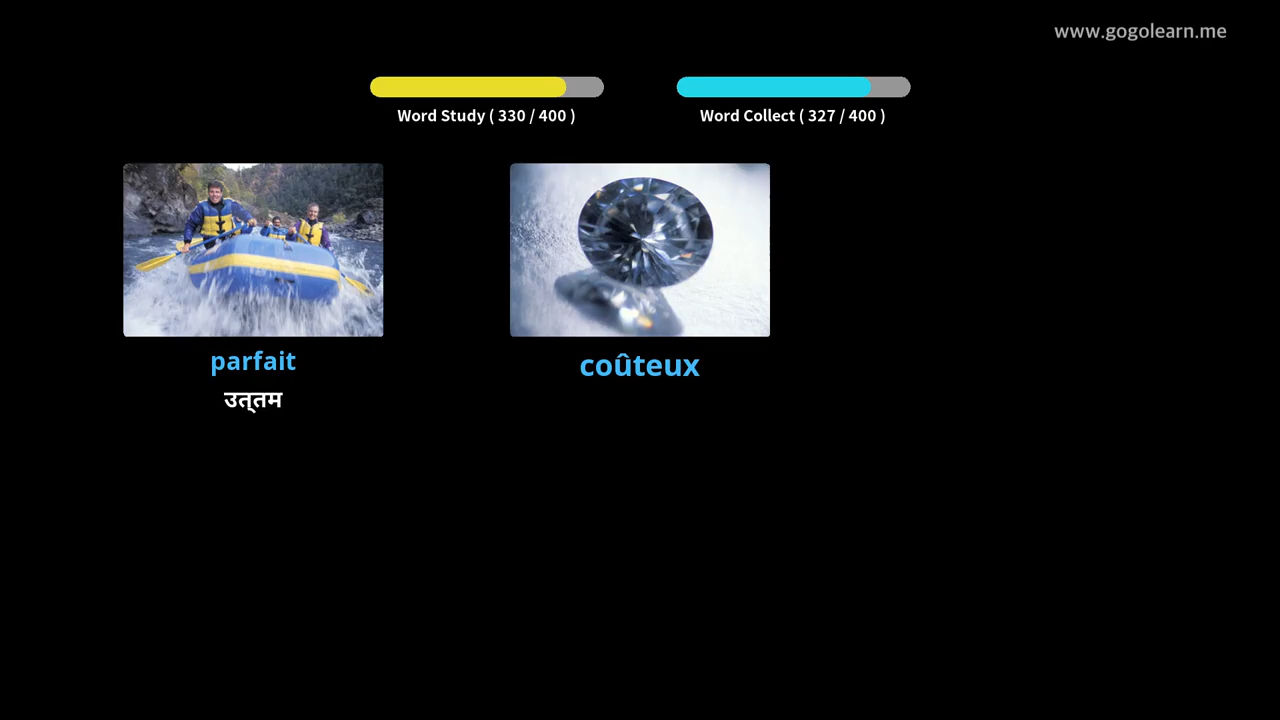 www.gogolearn.me
Word Study ( 330 / 400 )
Word Collect ( 327 / 400 )
parfait
coûteux
उत्तम